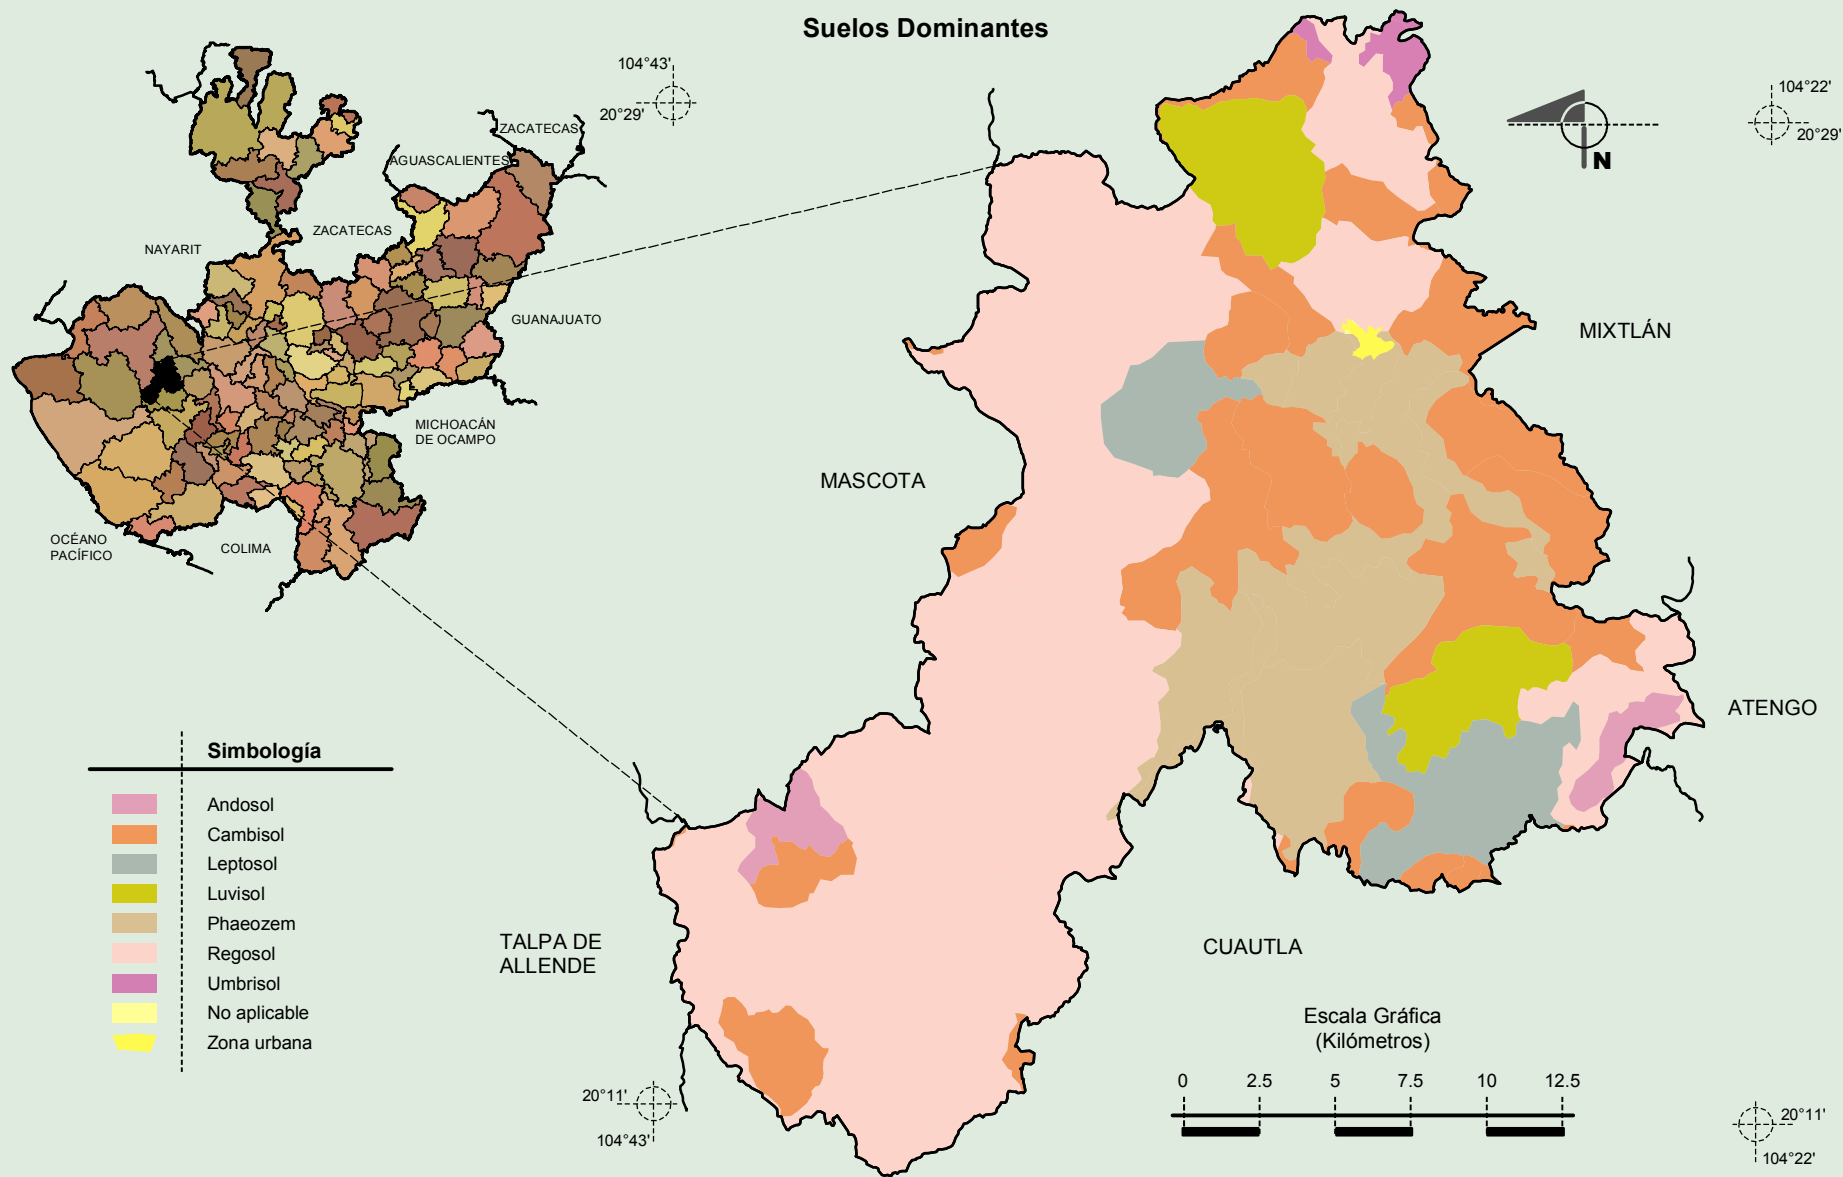 Suelos Dominantes
104°43'
20°29'
104°22'
20°29'
N
ZACATECAS
AGUASCALIENTES
ZACATECAS
NAYARIT
GUANAJUATO
MICHOACÁN
DE OCAMPO
OCÉANO
PACÍFICO
COLIMA
MIXTLÁN
MASCOTA
ATENGO
TALPA DE
ALLENDE
CUAUTLA
Simbología
Andosol
Cambisol
Leptosol
Luvisol
Phaeozem
Regosol
Umbrisol
No aplicable
Zona urbana
Escala Gráfica
(Kilómetros)
0 2.5 5 7.5 10 12.5
20°11'
104°43'
20°11'
104°22'